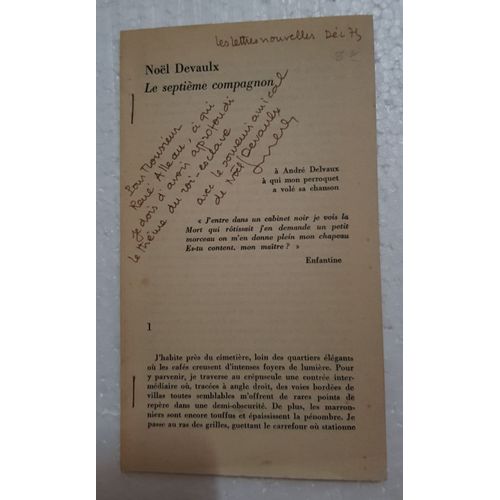 Les lettres nouvelles. Déc 75
Noël Devaulx
Le septième compagnon
Pour Monsieur
René Alleau, à qui
je dois d'avoir approfondi
le thème du roi-esclave
avec le souvenir amical
de Noël Devaulx
à André Delvaux
à qui mon perroquet
a volé sa chanson
« J'entre dans un cabinet noir je vois la
Mort qui rôtissait j'en demande un petit
morceau on m'en donne plein mon chapeau
Es-tu content, mon maître ? »
Enfantine
1
J'habite près du cimetière, loin des quartiers élégants
où les cafés creusent d'intenses foyers de lumière. Pour
y parvenir, je traverse au crépuscule une contrée inter-
médiaire où, tracées à angle droit, des voies bordées de
villas toutes semblables m'offrent de rares points de
repère dans une demi-obscurité. De plus, les marron-
niers sont encore touffus et épaississent la pénombre. Je
passe au ras des grilles, guettant le carrefour où stationne